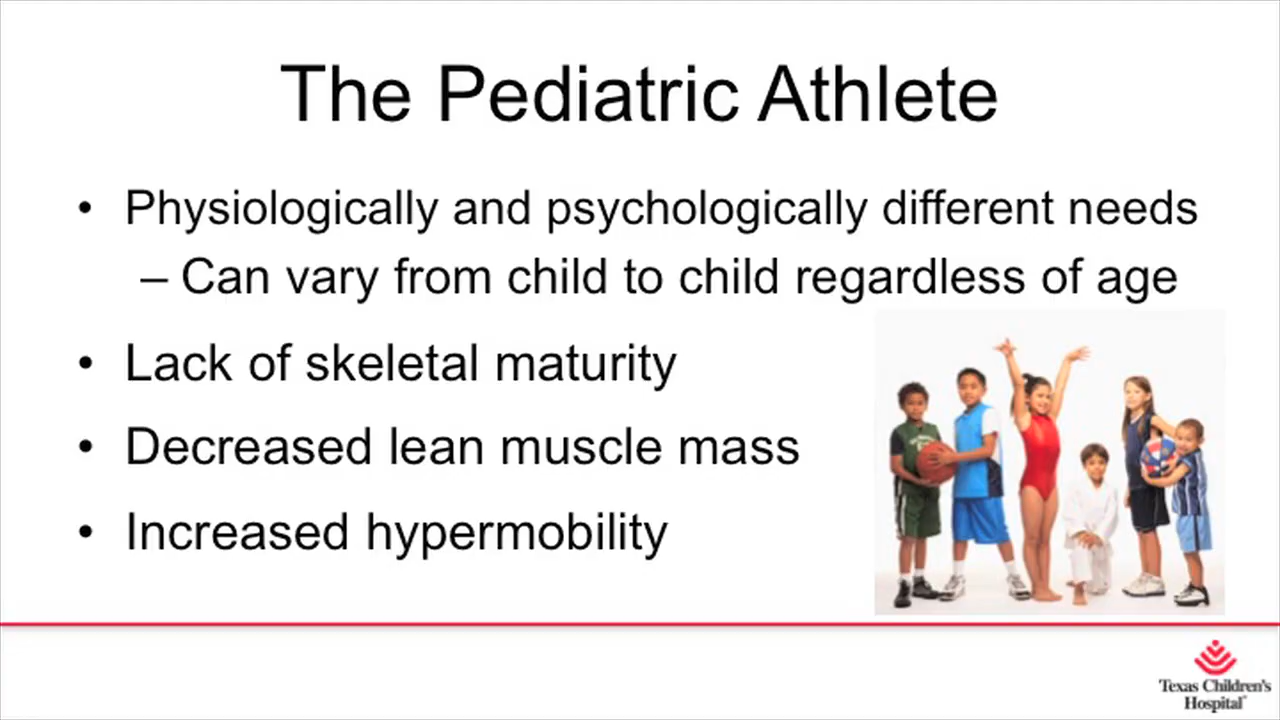 The Pediatric Athlete
• Physiologically and psychologically different needs
– Can vary from child to child regardless of age
• Lack of skeletal maturity
• Decreased lean muscle mass
• Increased hypermobility
Texas Children's
Hospital